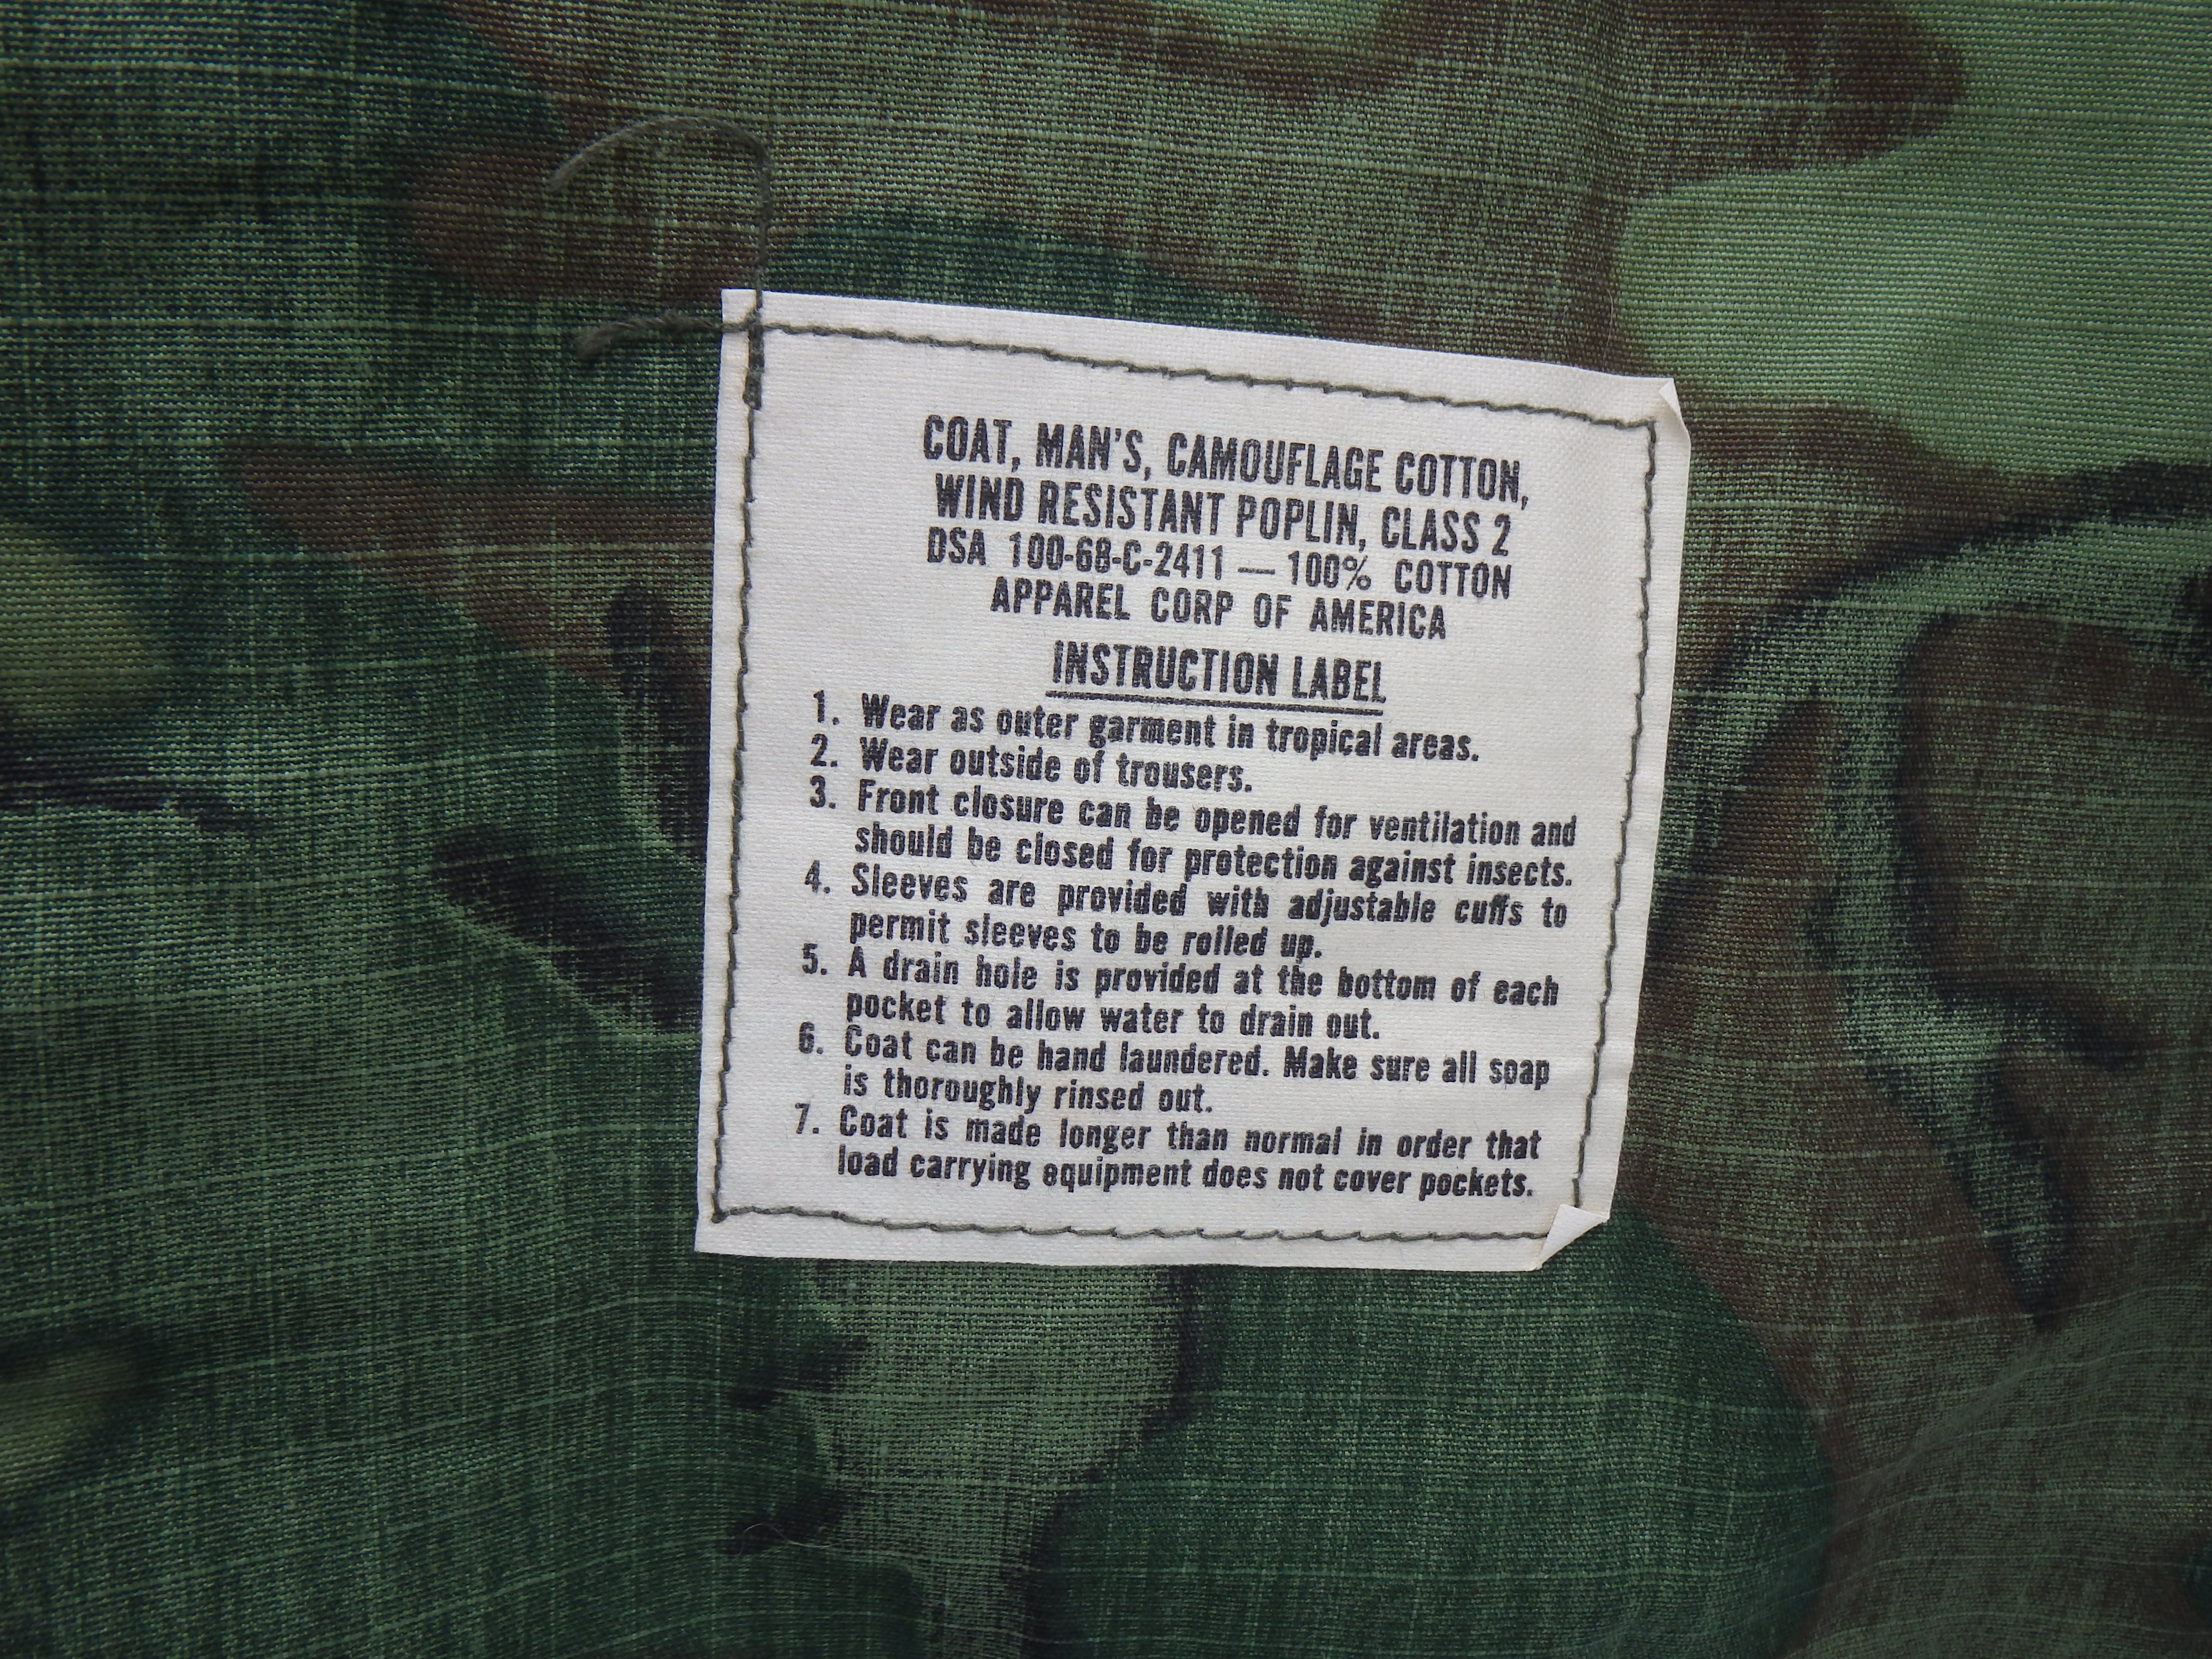 COAT, MAN'S, CAMOUFLAGE COTTON,
WIND RESISTANT POPLIN, CLASS 2
DSA 100-68-C-2411 — 100% COTTON
APPAREL CORP OF AMERICA
INSTRUCTION LABEL
1. Wear as outer garment in tropical areas.
2. Wear outside of trousers.
3. Front closure can be opened for ventilation and
should be closed for protection against insects.
4. Sleeves are provided with adjustable cuffs to
permit sleeves to be rolled up.
5. A drain hole is provided at the bottom of each
pocket to allow water to drain out.
6. Coat can be hand laundered. Make sure all soap
is thoroughly rinsed out.
7. Coat is made longer than normal in order that
load carrying equipment does not cover pockets.